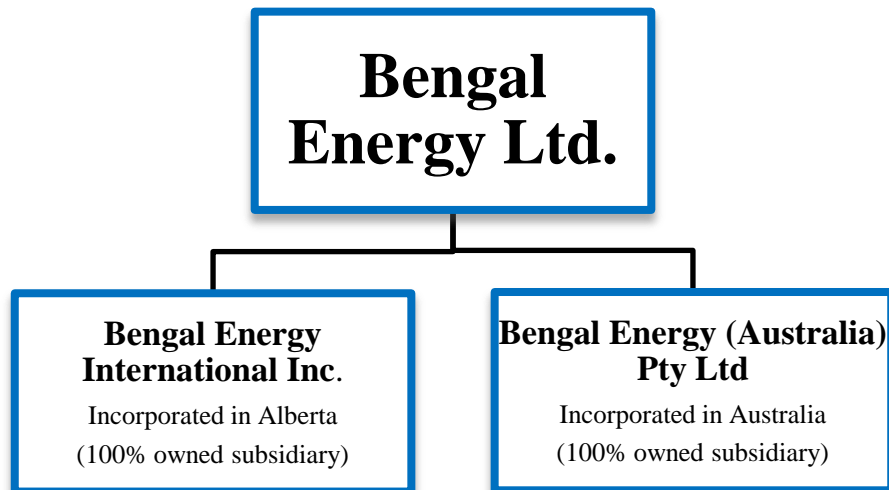 Bengal
Energy Ltd.
Bengal Energy
International Inc.
Incorporated in Alberta
(100% owned subsidiary)
Bengal Energy (Australia)
Pty Ltd
Incorporated in Australia
(100% owned subsidiary)